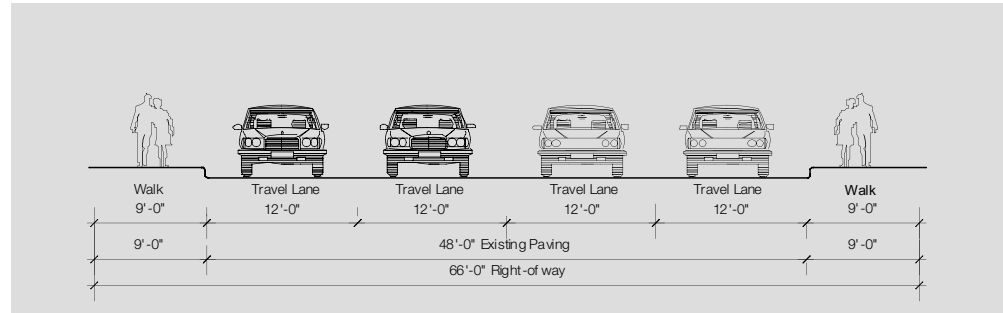 Walk Travel Lane Travel Lane Travel Lane Travel Lane Walk
9'-0" 12'-0" 12'-0" 12'-0" 12'-0" 9'-0"
9'-0" 48'-0" Existing Paving 9'-0"
66'-0" Right-of way